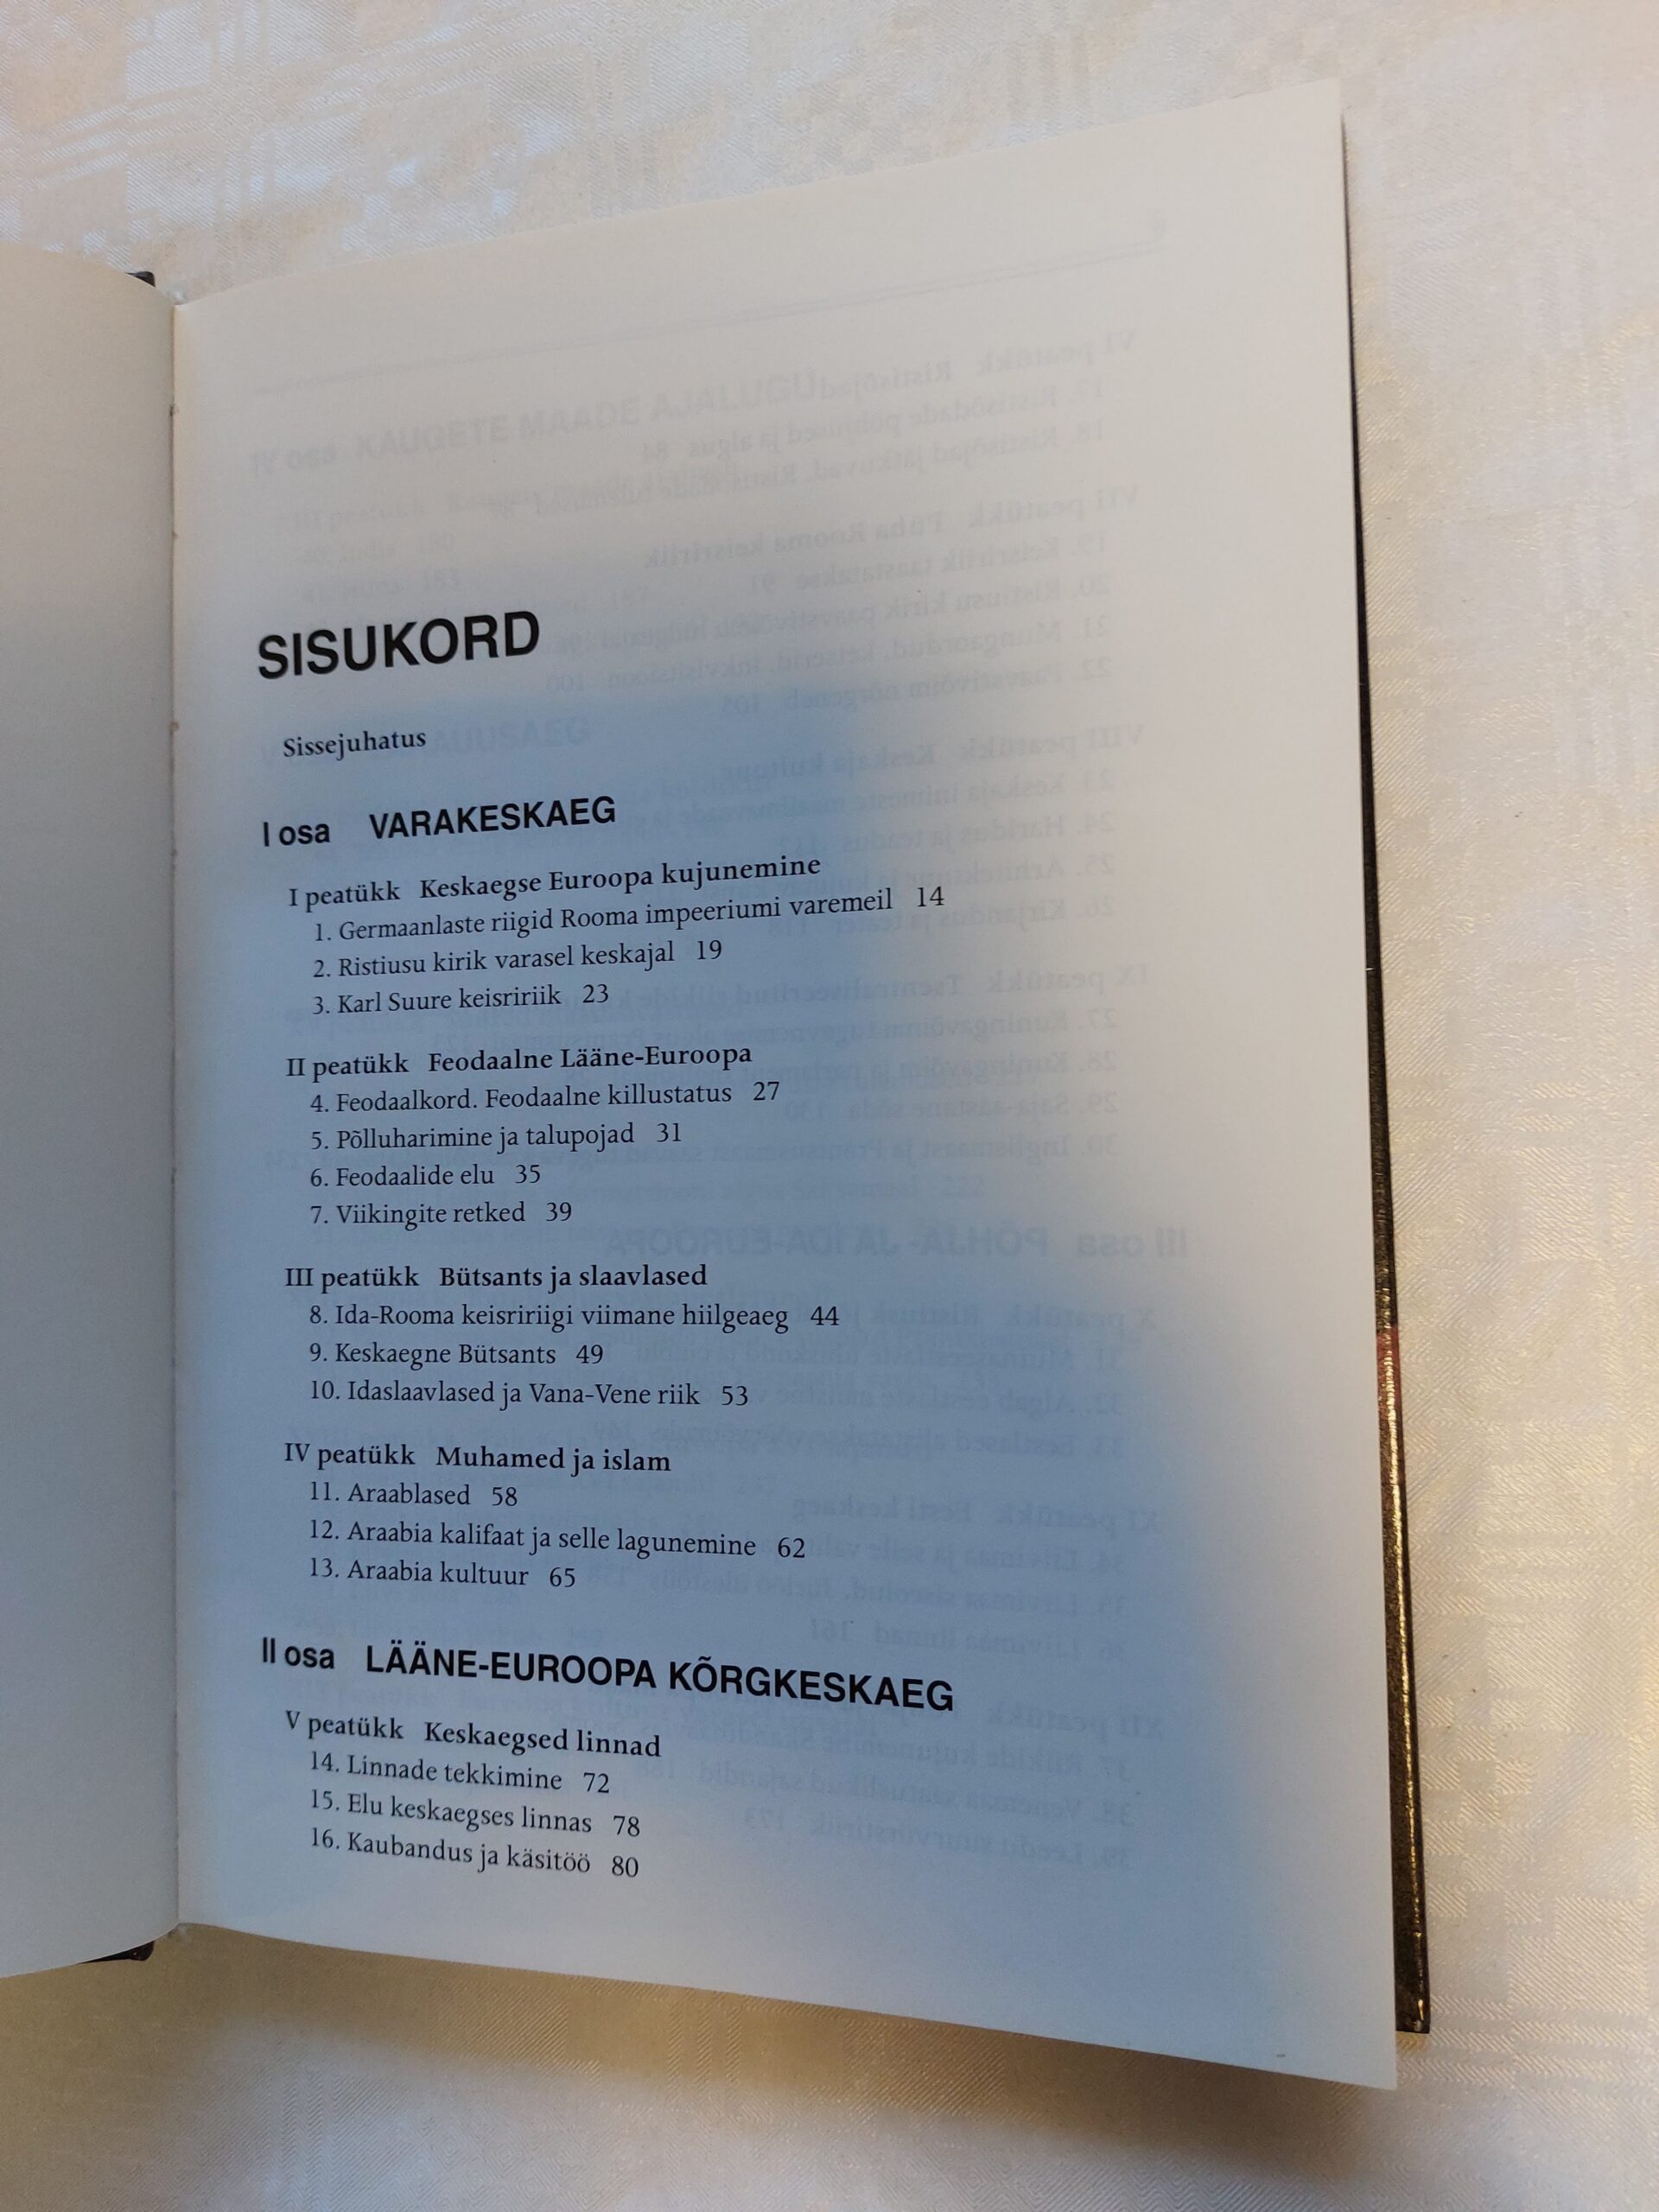 SISUKORD
Sissejuhatus
I osa VARAKESKAEG
I peatükk Keskaegse Euroopa kujunemine
1. Germaanlaste riigid Rooma impeeriumi varemeil 14
2. Ristiusu kirik varasel keskajal 19
3. Karl Suure keisririik 23
II peatükk Feodaalne Lääne-Euroopa
4. Feodaalkord. Feodaalne killustatus 27
5. Põlluharimine ja talupojad 31
6. Feodaalide elu 35
7. Viikingite retked 39
III peatükk Bütsants ja slaavlased
8. Ida-Rooma keisririigi viimane hiilgeaeg 44
9. Keskaegne Bütsants 49
10. Idaslaavlased ja Vana-Vene riik 53
IV peatükk Muhamed ja islam
11. Araablased 58
12. Araabia kalifaat ja selle lagunemine 62
13. Araabia kultuur 65
II osa LÄÄNE-EUROOPA KÕRGKESKAEG
V peatükk Keskaegsed linnad
14. Linnade tekkimine 72
15. Elu keskaegses linnas 78
16. Kaubandus ja käsitöö 80